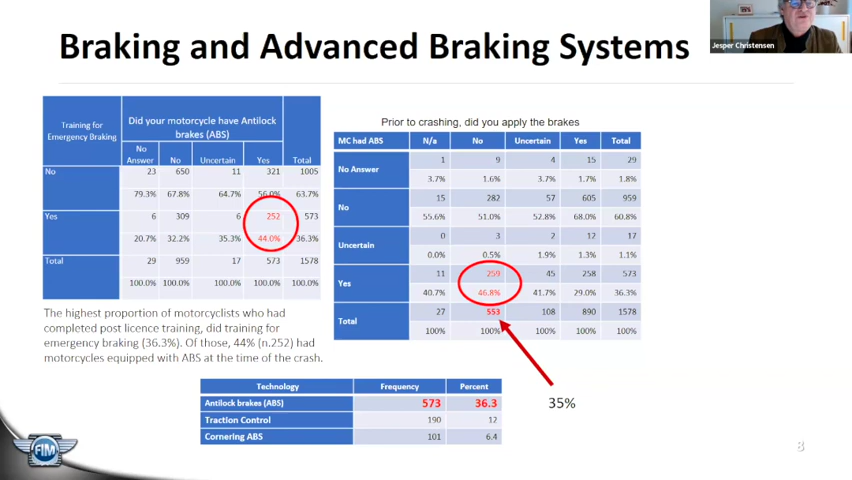 Braking and Advanced Braking Systems
Jesper Christensen
Training for
Emergency Braking
Did your motorcycle have Antilock
brakes (ABS)
No
Answer No Uncertain Yes Total
No 23 650 11 321 1005
79.3% 67.8% 64.7% 56.0% 63.7%
Yes 6 309 6 252 573
20.7% 32.2% 35.3% 44.0% 36.3%
Total 29 959 17 573 1578
100.0% 100.0% 100.0% 100.0% 100.0%
The highest proportion of motorcyclists who had
completed post licence training, did training for
emergency braking (36.3%). Of those, 44% (n.252) had
motorcycles equipped with ABS at the time of the crash.
Prior to crashing, did you apply the brakes
MC had ABS N/a No Uncertain Yes Total
No Answer 1 9 4 15 29
3.7% 1.6% 3.7% 1.7% 1.8%
No 15 282 57 605 959
55.6% 51.0% 52.8% 68.0% 60.8%
Uncertain 0 3 2 12 17
0.0% 0.5% 1.9% 1.3% 1.1%
Yes 11 259 45 258 573
40.7% 46.8% 41.7% 29.0% 36.3%
Total 27 553 108 890 1578
100% 100% 100% 100% 100%
35%
Technology Frequency Percent
Antilock brakes (ABS) 573 36.3
Traction Control 190 12
Cornering ABS 101 6.4
FIM
8